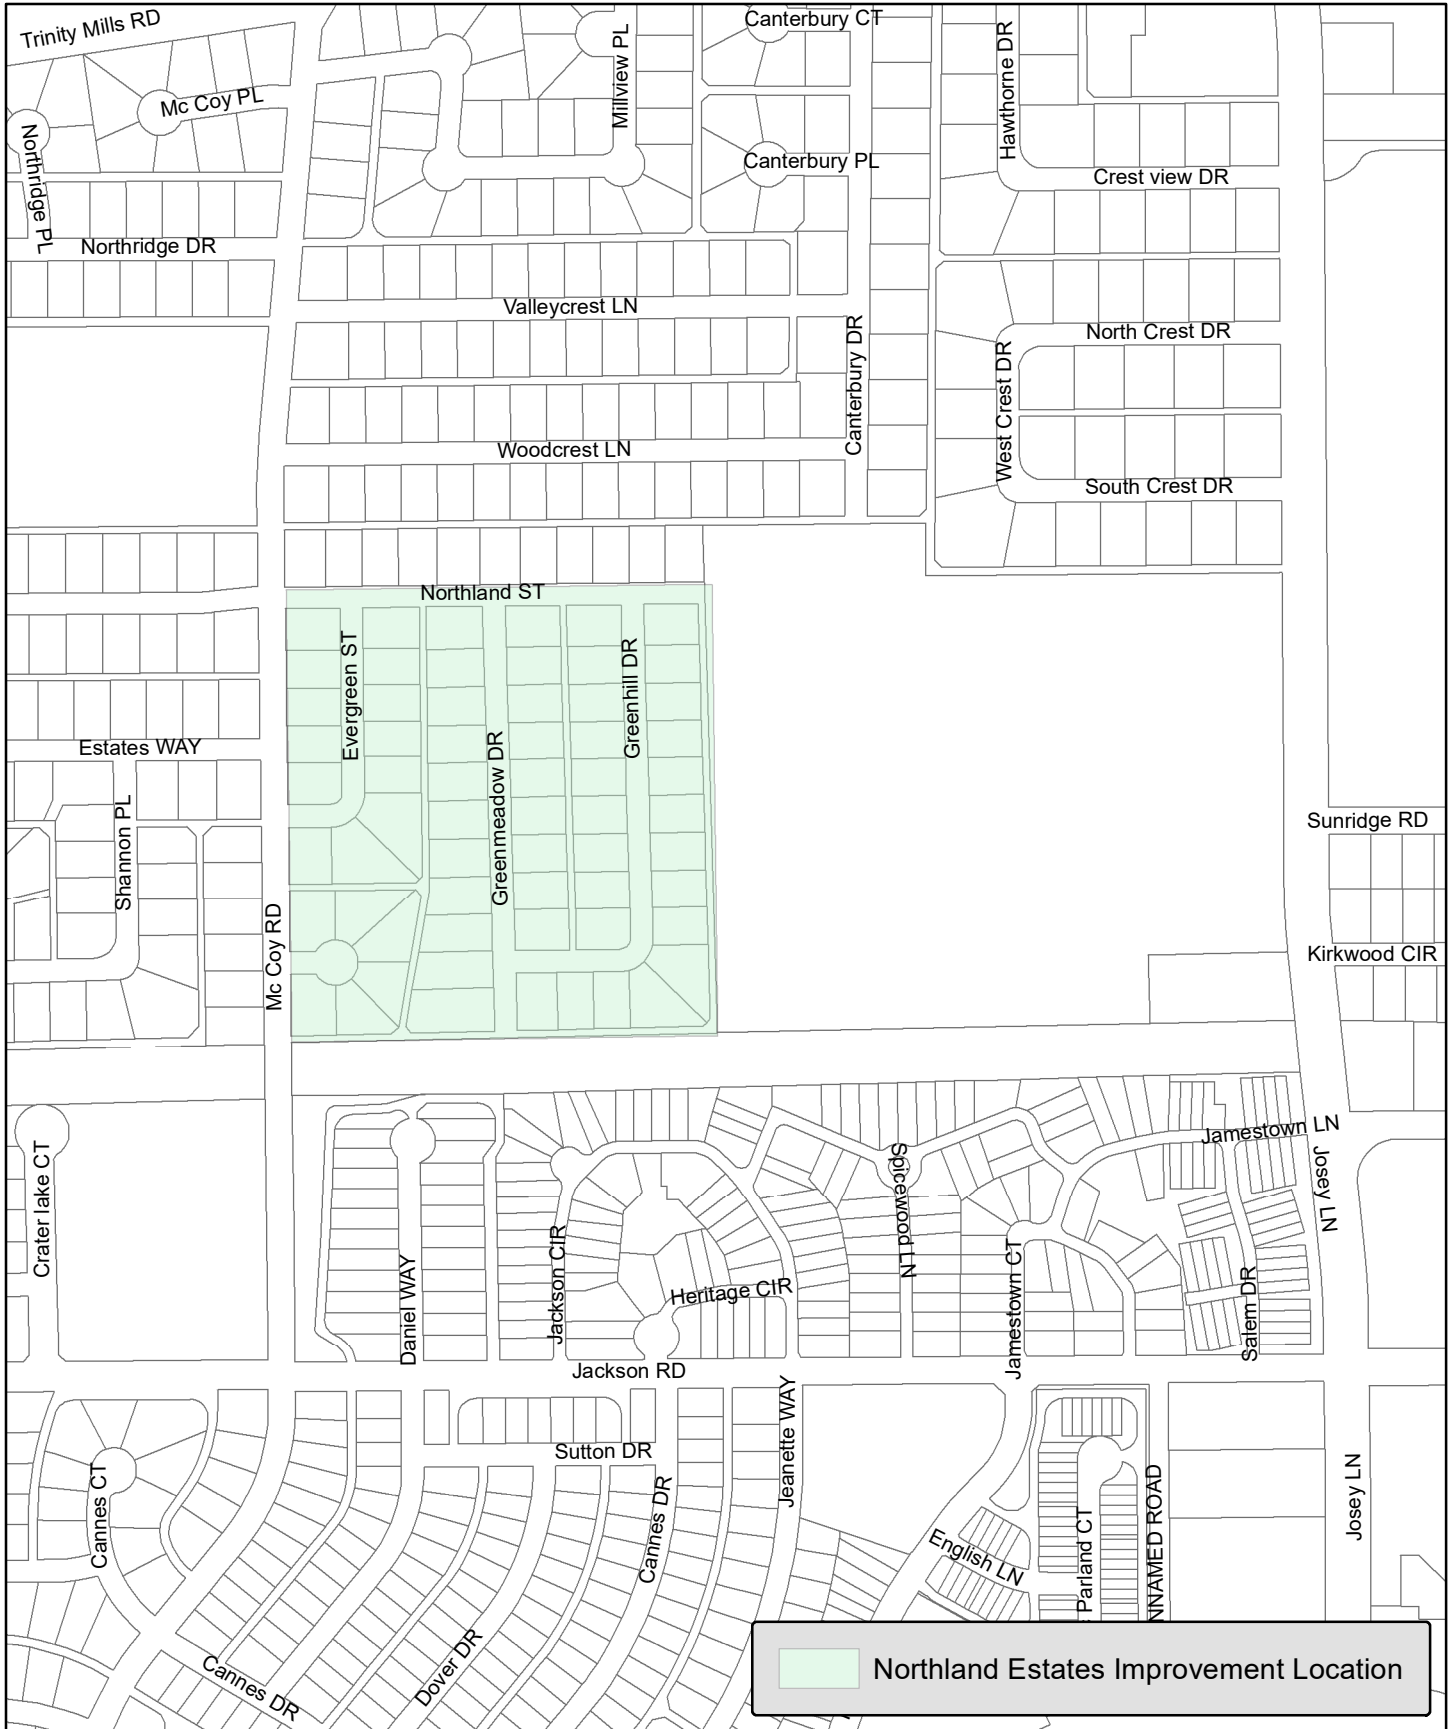 Trinity Mills RD
Mc Coy PL
Northridge PL
Northridge DR
Millview PL
Canterbury CT
Canterbury PL
Hawthorne DR
Crest view DR
Valleycrest LN
Canterbury DR
North Crest DR
West Crest DR
Woodcrest LN
South Crest DR
Northland ST
Evergreen ST
Greenhill DR
Greenmeadow DR
Estates WAY
Shannon PL
Mc Coy RD
Sunridge RD
Kirkwood CIR
Crater lake CT
Daniel WAY
Jackson CIR
Heritage CIR
Spicewood LN
Jamestown LN
Jamestown CT
Josey LN
Salem DR
Jackson RD
Sutton DR
Cannes CT
Cannes DR
Jeanette WAY
English LN
Parland CT
NNAMED ROAD
Josey LN
Cannes DR
Dover DR
Northland Estates Improvement Location